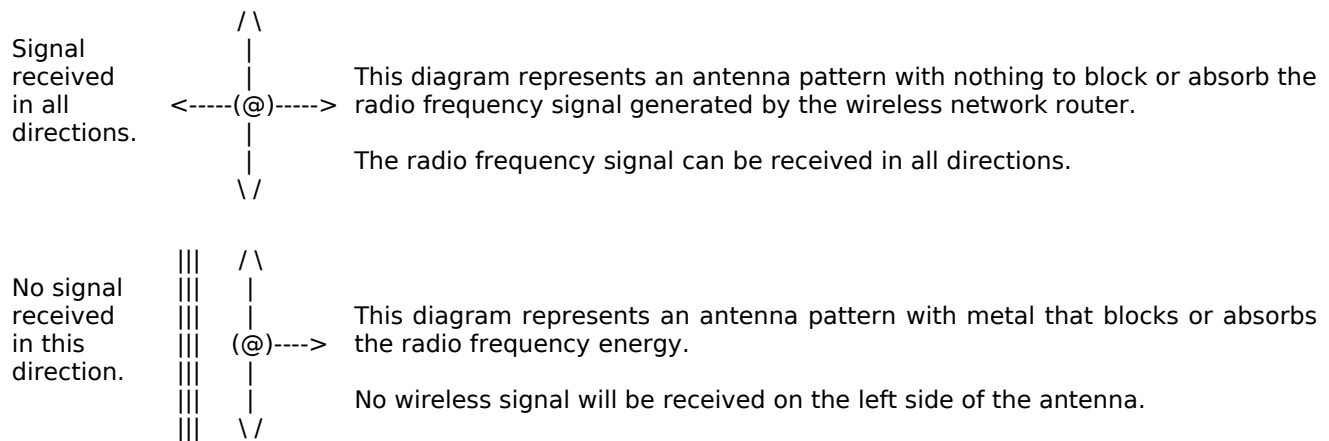 / \
Signal |
received | This diagram represents an antenna pattern with nothing to block or absorb the
in all <-----(@)-----> radio frequency signal generated by the wireless network router.
directions. |
| The radio frequency signal can be received in all directions.
\ /
||| / \
No signal ||| |
received ||| | This diagram represents an antenna pattern with metal that blocks or absorbs
in this ||| (@)----> the radio frequency energy.
direction. ||| |
||| | No wireless signal will be received on the left side of the antenna.
||| \ /